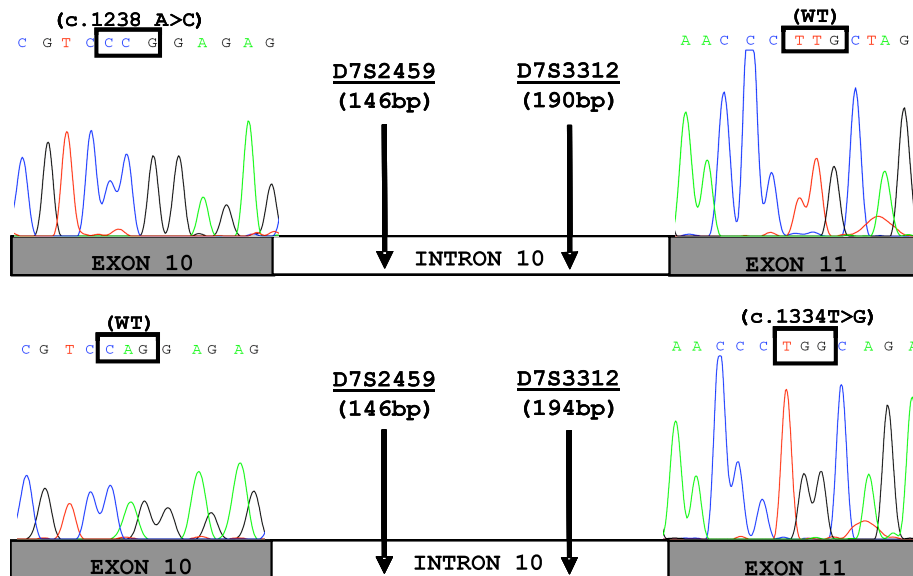 (c.1238 A>C)
C G T C C C G G A G A G
D7S2459
(146bp)
D7S3312
(190bp)
(WT)
A A C C C T T G C T A G
EXON 10
INTRON 10
EXON 11
(WT)
C G T C C A G G A G A G
D7S2459
(146bp)
D7S3312
(194bp)
(c.1334T>G)
A A C C C T G G C A G A
EXON 10
INTRON 10
EXON 11